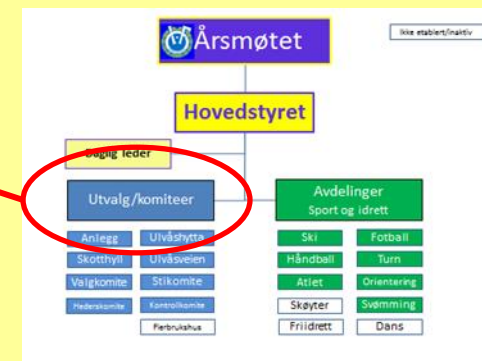 Årsmøtet
Ikke etablert/inaktiv
Hovedstyret
Daglig leder
Utvalg/komiteer
Avdelinger
Sport og idrett
Anlegg Ulvåshytta
Skotthyll Ulvåsveien
Valgkomite Stikomite
Hederskomite Kontrollkomite
Flerbrukshus
Ski Fotball
Håndball Turn
Atlet Orientering
Skøyter Svømming
Friidrett Dans